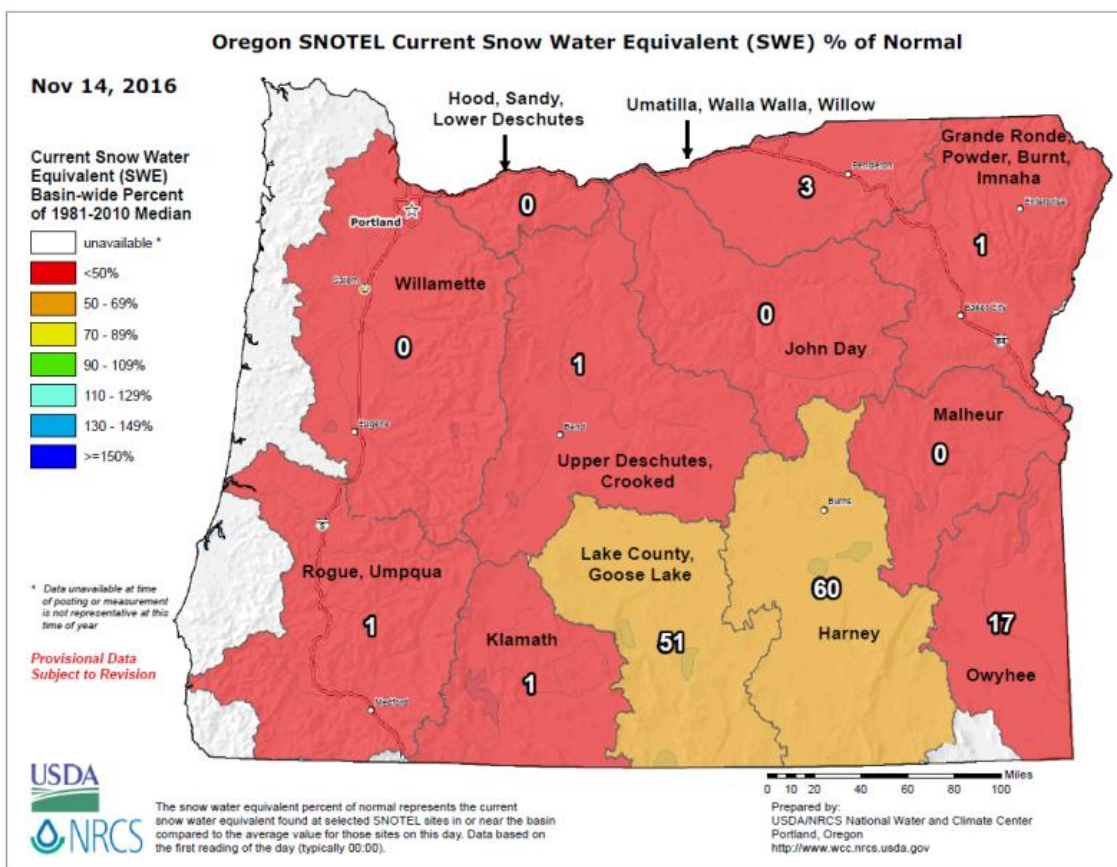 Oregon SNOTEL Current Snow Water Equivalent (SWE) % of Normal
Nov 14, 2016
Current Snow Water
Equivalent (SWE)
Basin-wide Percent
of 1981-2010 Median
unavailable *
<50%
50 - 69%
70 - 89%
90 - 109%
110 - 129%
130 - 149%
>=150%
* Data unavailable at time
of posting or measurement
is not representative at this
time of year
Provisional Data
Subject to Revision
Hood, Sandy,
Lower Deschutes
0
Umatilla, Walla Walla, Willow
3
Pendleton
Grande Ronde,
Powder, Burnt,
Imnaha
Enterprise
1
Baker City
84
Portland
Salem
Willamette
0
Eugene
1
Bend
Upper Deschutes,
Crooked
0
John Day
Malheur
0
Burns
60
Harney
Lake County,
Goose Lake
51
17
Owyhee
5
Rogue, Umpqua
1
Medford
Klamath
1
USDA
NRCS
The snow water equivalent percent of normal represents the current
snow water equivalent found at selected SNOTEL sites in or near the basin
compared to the average value for those sites on this day. Data based on
the first reading of the day (typically 00:00).
Miles
0 10 20 40 60 80 100
Prepared by:
USDA/NRCS National Water and Climate Center
Portland, Oregon
http://www.wcc.nrcs.usda.gov